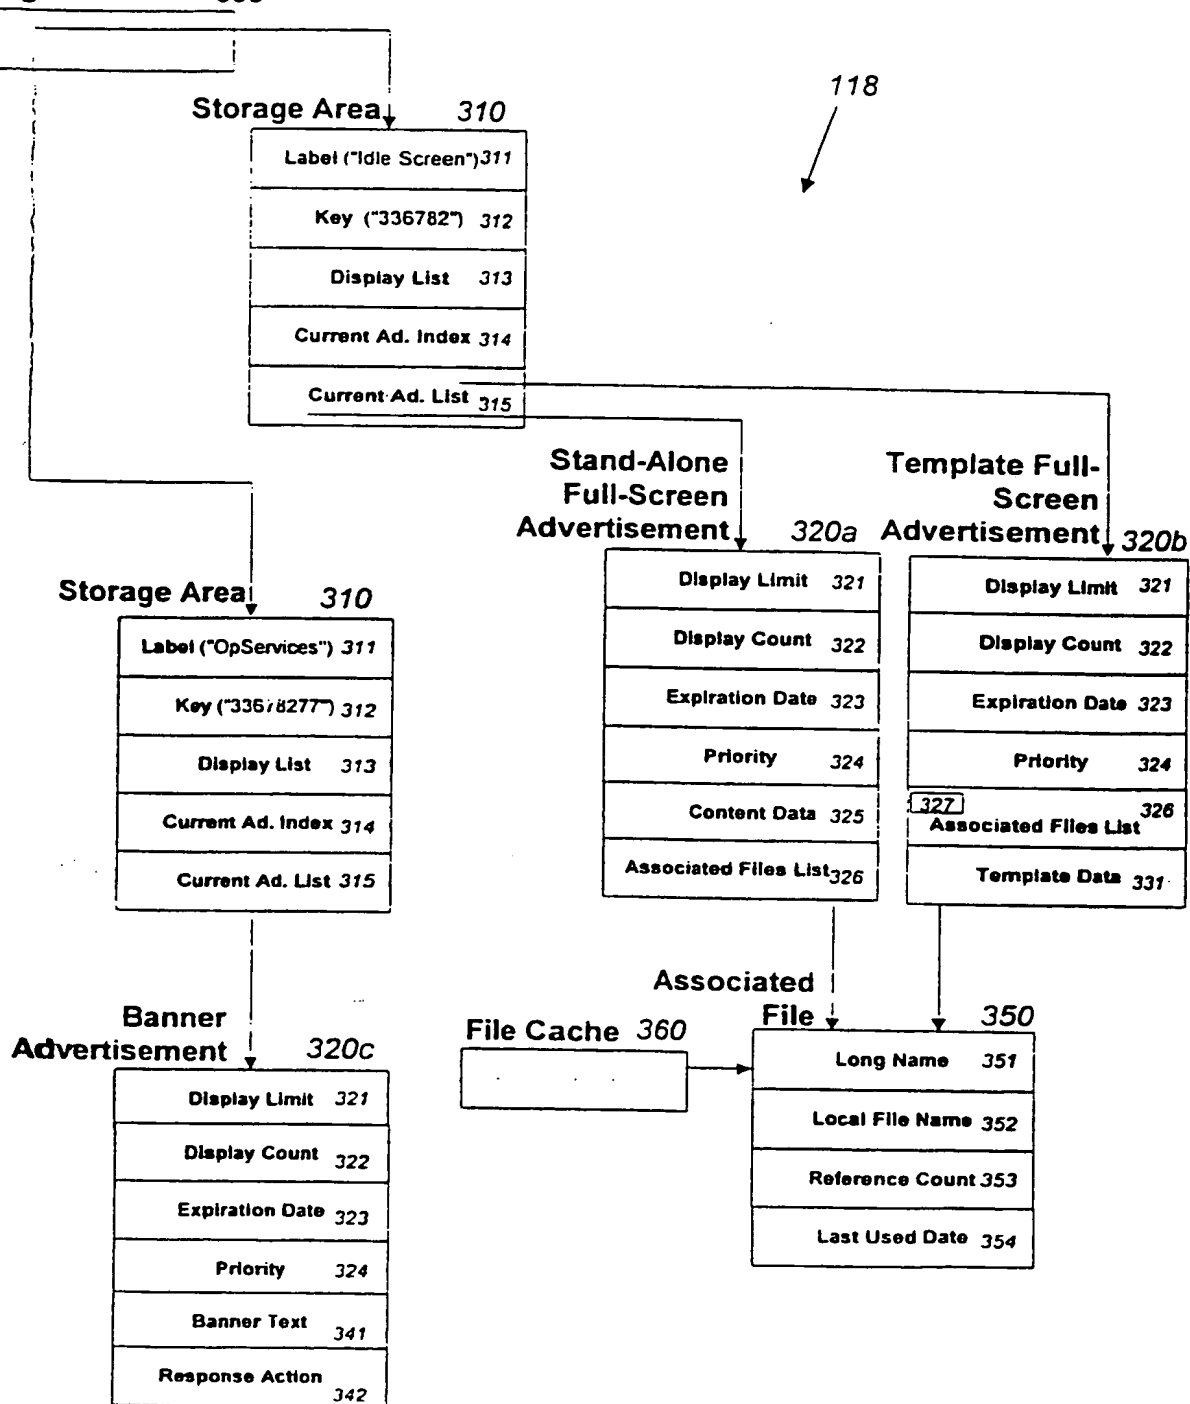 118
Storage Area 310
Label ("Idle Screen") 311
Key ("336782") 312
Display List 313
Current Ad. Index 314
Current Ad. List 315
Stand-Alone
Full-Screen
Advertisement 320a
Display Limit 321
Display Count 322
Expiration Date 323
Priority 324
Content Data 325
Associated Files List 326
Template Full-
Screen
Advertisement 320b
Display Limit 321
Display Count 322
Expiration Date 323
Priority 324
327 326
Associated Files List
Template Data 331
Storage Area 310
Label ("OpServices") 311
Key ("33678277") 312
Display List 313
Current Ad. Index 314
Current Ad. List 315
Banner
Advertisement 320c
Display Limit 321
Display Count 322
Expiration Date 323
Priority 324
Banner Text 341
Response Action 342
File Cache 360
Associated
File 350
Long Name 351
Local File Name 352
Reference Count 353
Last Used Date 354